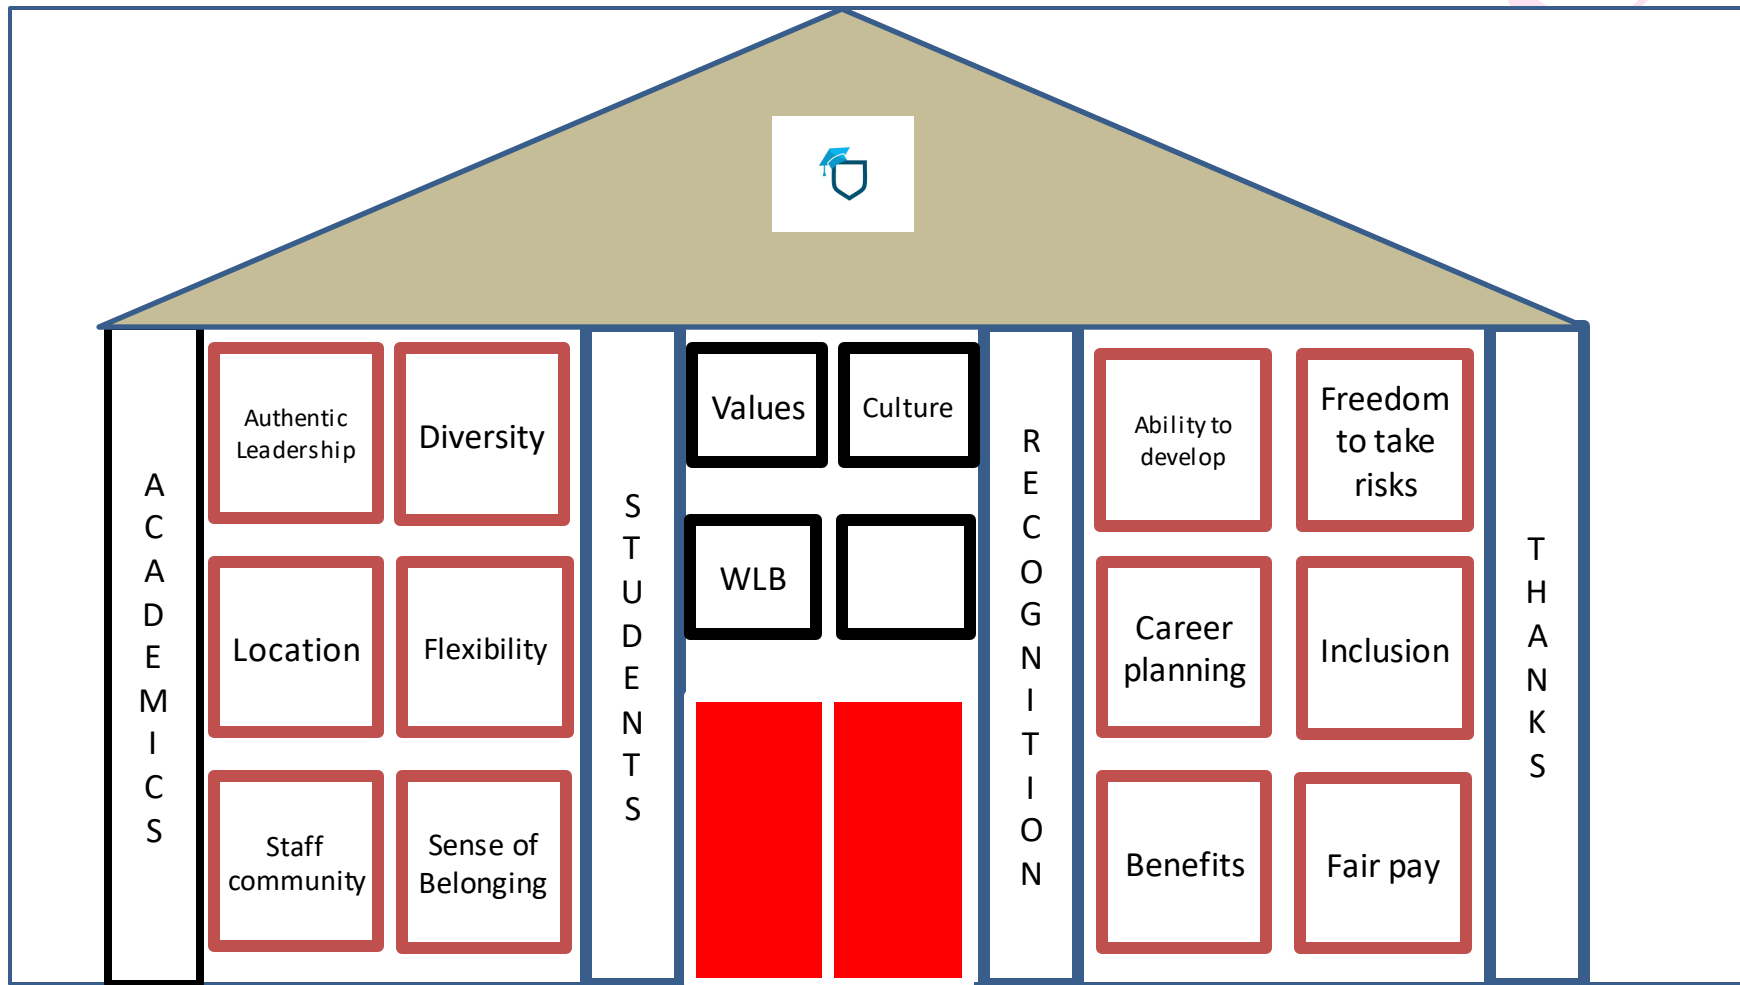 ACADEMICS
Authentic
Leadership
Diversity
Location
Flexibility
Staff
community
Sense of
Belonging
STUDENTS
Values
Culture
WLB
RECOGNITION
Ability to
develop
Freedom
to take
risks
Career
planning
Inclusion
Benefits
Fair pay
THANKS